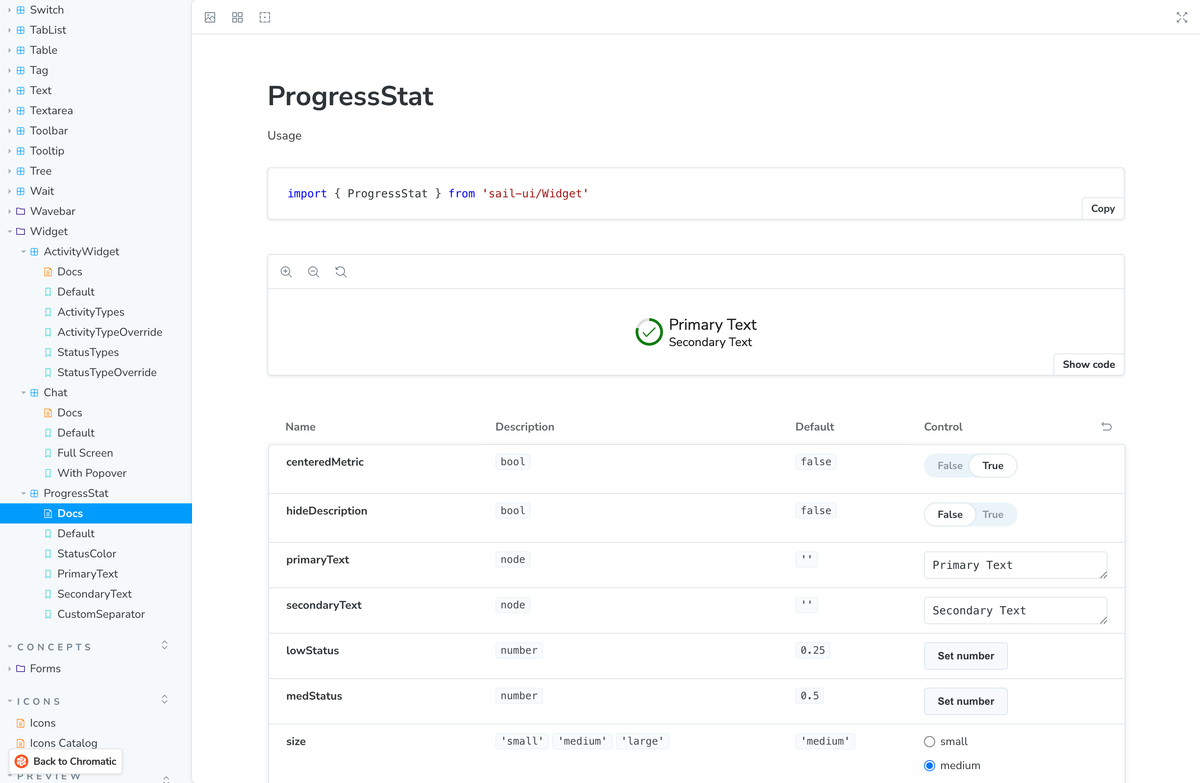 Switch
TabList
Table
Tag
Text
Textarea
Toolbar
Tooltip
Tree
Wait
Wavebar
Widget
ActivityWidget
Docs
Default
ActivityTypes
ActivityTypeOverride
StatusTypes
StatusTypeOverride
Chat
Docs
Default
Full Screen
With Popover
ProgressStat
Docs
Default
StatusColor
PrimaryText
SecondaryText
CustomSeparator
CONCEPTS
Forms
ICONS
Icons
Icons Catalog
Back to Chromatic
PREVIEW
ProgressStat
Usage
import { ProgressStat } from 'sail-ui/Widget'
Copy
Primary Text
Secondary Text
Show code
Name Description Default Control
centeredMetric bool false False True
hideDescription bool false False True
primaryText node '' Primary Text
secondaryText node '' Secondary Text
lowStatus number 0.25 Set number
medStatus number 0.5 Set number
size 'small' 'medium' 'large' 'medium' small
medium